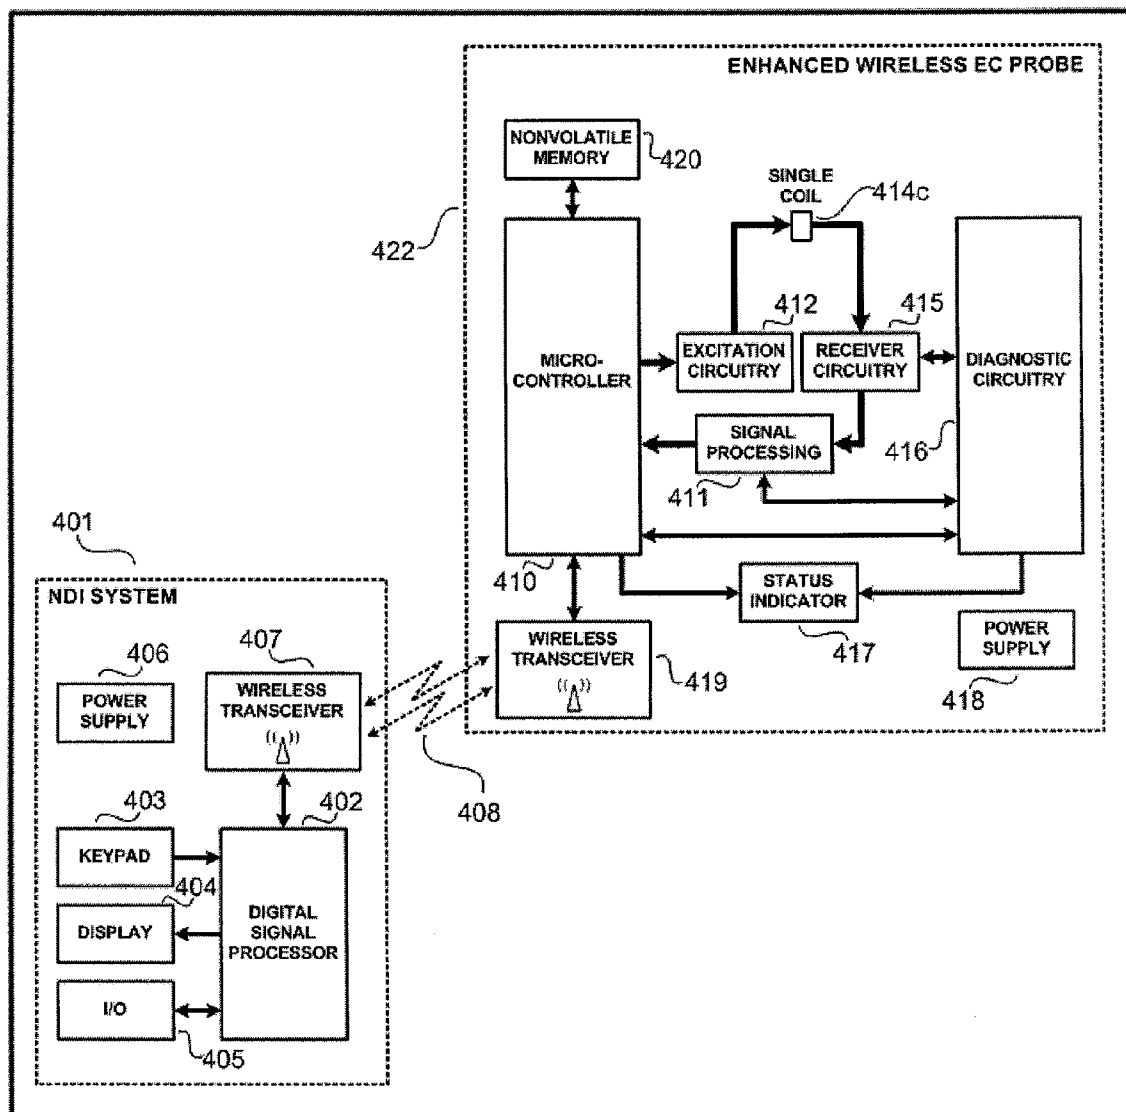 ENHANCED WIRELESS EC PROBE
NONVOLATILE
MEMORY
420
SINGLE
COIL
414c
422
412
415
MICRO-
CONTROLLER
EXCITATION
CIRCUITRY
RECEIVER
CIRCUITRY
DIAGNOSTIC
CIRCUITRY
SIGNAL
PROCESSING
416
411
401
410
STATUS
INDICATOR
417
NDI SYSTEM
WIRELESS
TRANSCEIVER
((  ))
419
POWER
SUPPLY
418
406
POWER
SUPPLY
407
WIRELESS
TRANSCEIVER
((  ))
408
403
KEYPAD
402
404
DISPLAY
DIGITAL
SIGNAL
PROCESSOR
I/O
405